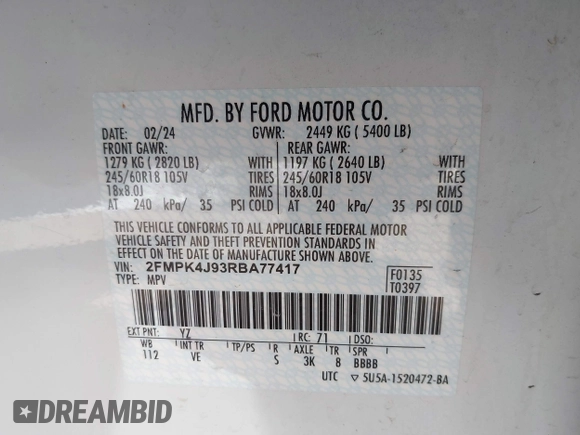 MFD. BY FORD MOTOR CO.
DATE: 02/24 GVWR: 2449 KG ( 5400 LB)
FRONT GAWR: REAR GAWR:
1279 KG ( 2820 LB) WITH 1197 KG ( 2640 LB) WITH
245/60R18 105V TIRES 245/60R18 105V TIRES
18x8.0J RIMS 18x8.0J RIMS
AT 240 kPa/ 35 PSI COLD AT 240 kPa/ 35 PSI COLD
THIS VEHICLE CONFORMS TO ALL APPLICABLE FEDERAL MOTOR
VEHICLE SAFETY AND THEFT PREVENTION STANDARDS IN
EFFECT ON THE DATE OF MANUFACTURE SHOWN ABOVE.
VIN: 2FMPK4J93RBA77417 F0135
TYPE: MPV T0397
EXT PNT: YZ RC: 71 DSO:
WB INT TR TP/PS R AXLE TR SPR
112 VE S 3K 8 BBBB
UTC ▽5U5A-1520472-BA
DREAMBID